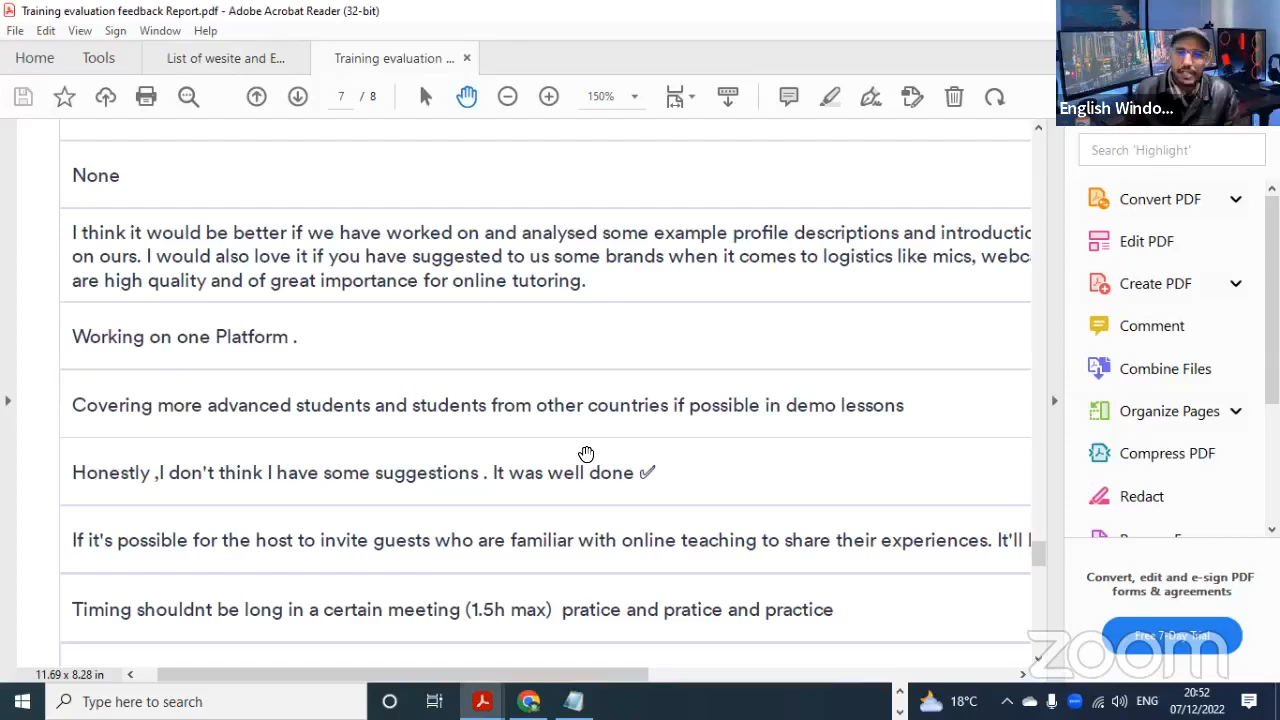 Training evaluation feedback Report.pdf - Adobe Acrobat Reader (32-bit)
File Edit View Sign Window Help
Home Tools List of wesite and E... Training evaluation ... ×
7 / 8 150%
English Windo...
Search 'Highlight'
None
I think it would be better if we have worked on and analysed some example profile descriptions and introductio
on ours. I would also love it if you have suggested to us some brands when it comes to logistics like mics, webc
are high quality and of great importance for online tutoring.
Working on one Platform .
Covering more advanced students and students from other countries if possible in demo lessons
Honestly ,I don't think I have some suggestions . It was well done ✅
If it's possible for the host to invite guests who are familiar with online teaching to share their experiences. It'll
Timing shouldnt be long in a certain meeting (1.5h max)  pratice and pratice and practice
Convert PDF
Edit PDF
Create PDF
Comment
Combine Files
Organize Pages
Compress PDF
Redact
Convert, edit and e-sign PDF
forms & agreements
Free 7-Day Trial
zoom
11.69 x 8.28 in
Type here to search
18°C ENG 20:52
07/12/2022